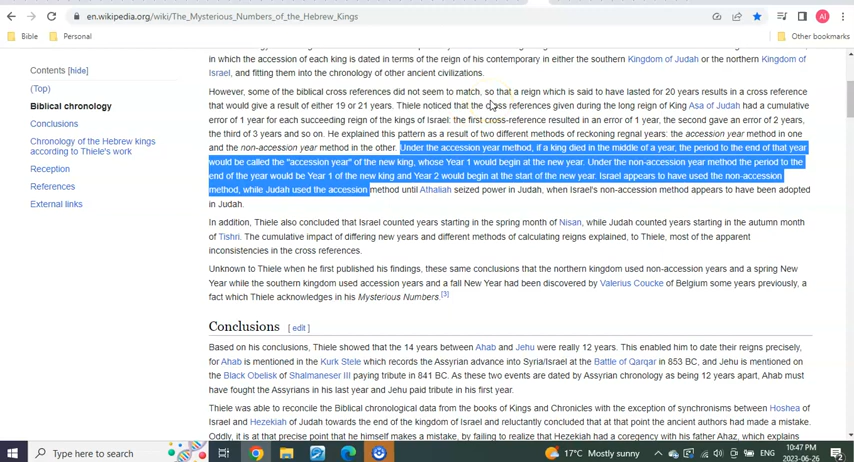 en.wikipedia.org/wiki/The_Mysterious_Numbers_of_the_Hebrew_Kings
AI
Bible
Personal
Other bookmarks
in which the accession of each king is dated in terms of the reign of his contemporary in either the southern Kingdom of Judah or the northern Kingdom of
Israel, and fitting them into the chronology of other ancient civilizations.
Contents [hide]
(Top)
Biblical chronology
Conclusions
Chronology of the Hebrew kings
according to Thiele's work
Reception
References
External links
However, some of the biblical cross references did not seem to match, so that a reign which is said to have lasted for 20 years results in a cross reference
that would give a result of either 19 or 21 years. Thiele noticed that the cross references given during the long reign of King Asa of Judah had a cumulative
error of 1 year for each succeeding reign of the kings of Israel: the first cross-reference resulted in an error of 1 year, the second gave an error of 2 years,
the third of 3 years and so on. He explained this pattern as a result of two different methods of reckoning regnal years: the accession year method in one
and the non-accession year method in the other. Under the accession year method, if a king died in the middle of a year, the period to the end of that year
would be called the "accession year" of the new king, whose Year 1 would begin at the new year. Under the non-accession year method the period to the
end of the year would be Year 1 of the new king and Year 2 would begin at the start of the new year. Israel appears to have used the non-accession
method, while Judah used the accession method until Athaliah seized power in Judah, when Israel's non-accession method appears to have been adopted
in Judah.
In addition, Thiele also concluded that Israel counted years starting in the spring month of Nisan, while Judah counted years starting in the autumn month
of Tishri. The cumulative impact of differing new years and different methods of calculating reigns explained, to Thiele, most of the apparent
inconsistencies in the cross references.
Unknown to Thiele when he first published his findings, these same conclusions that the northern kingdom used non-accession years and a spring New
Year while the southern kingdom used accession years and a fall New Year had been discovered by Valerius Coucke of Belgium some years previously, a
fact which Thiele acknowledges in his Mysterious Numbers.[3]
Conclusions [ edit ]
Based on his conclusions, Thiele showed that the 14 years between Ahab and Jehu were really 12 years. This enabled him to date their reigns precisely,
for Ahab is mentioned in the Kurk Stele which records the Assyrian advance into Syria/Israel at the Battle of Qarqar in 853 BC, and Jehu is mentioned on
the Black Obelisk of Shalmaneser III paying tribute in 841 BC. As these two events are dated by Assyrian chronology as being 12 years apart, Ahab must
have fought the Assyrians in his last year and Jehu paid tribute in his first year.
Thiele was able to reconcile the Biblical chronological data from the books of Kings and Chronicles with the exception of synchronisms between Hoshea of
Israel and Hezekiah of Judah towards the end of the kingdom of Israel and reluctantly concluded that at that point the ancient authors had made a mistake.
Oddly, it is at that precise point that he himself makes a mistake, by failing to realize that Hezekiah had a coregency with his father Ahaz, which explains
Type here to search
17°C Mostly sunny
ENG
10:47 PM
2023-06-26
2